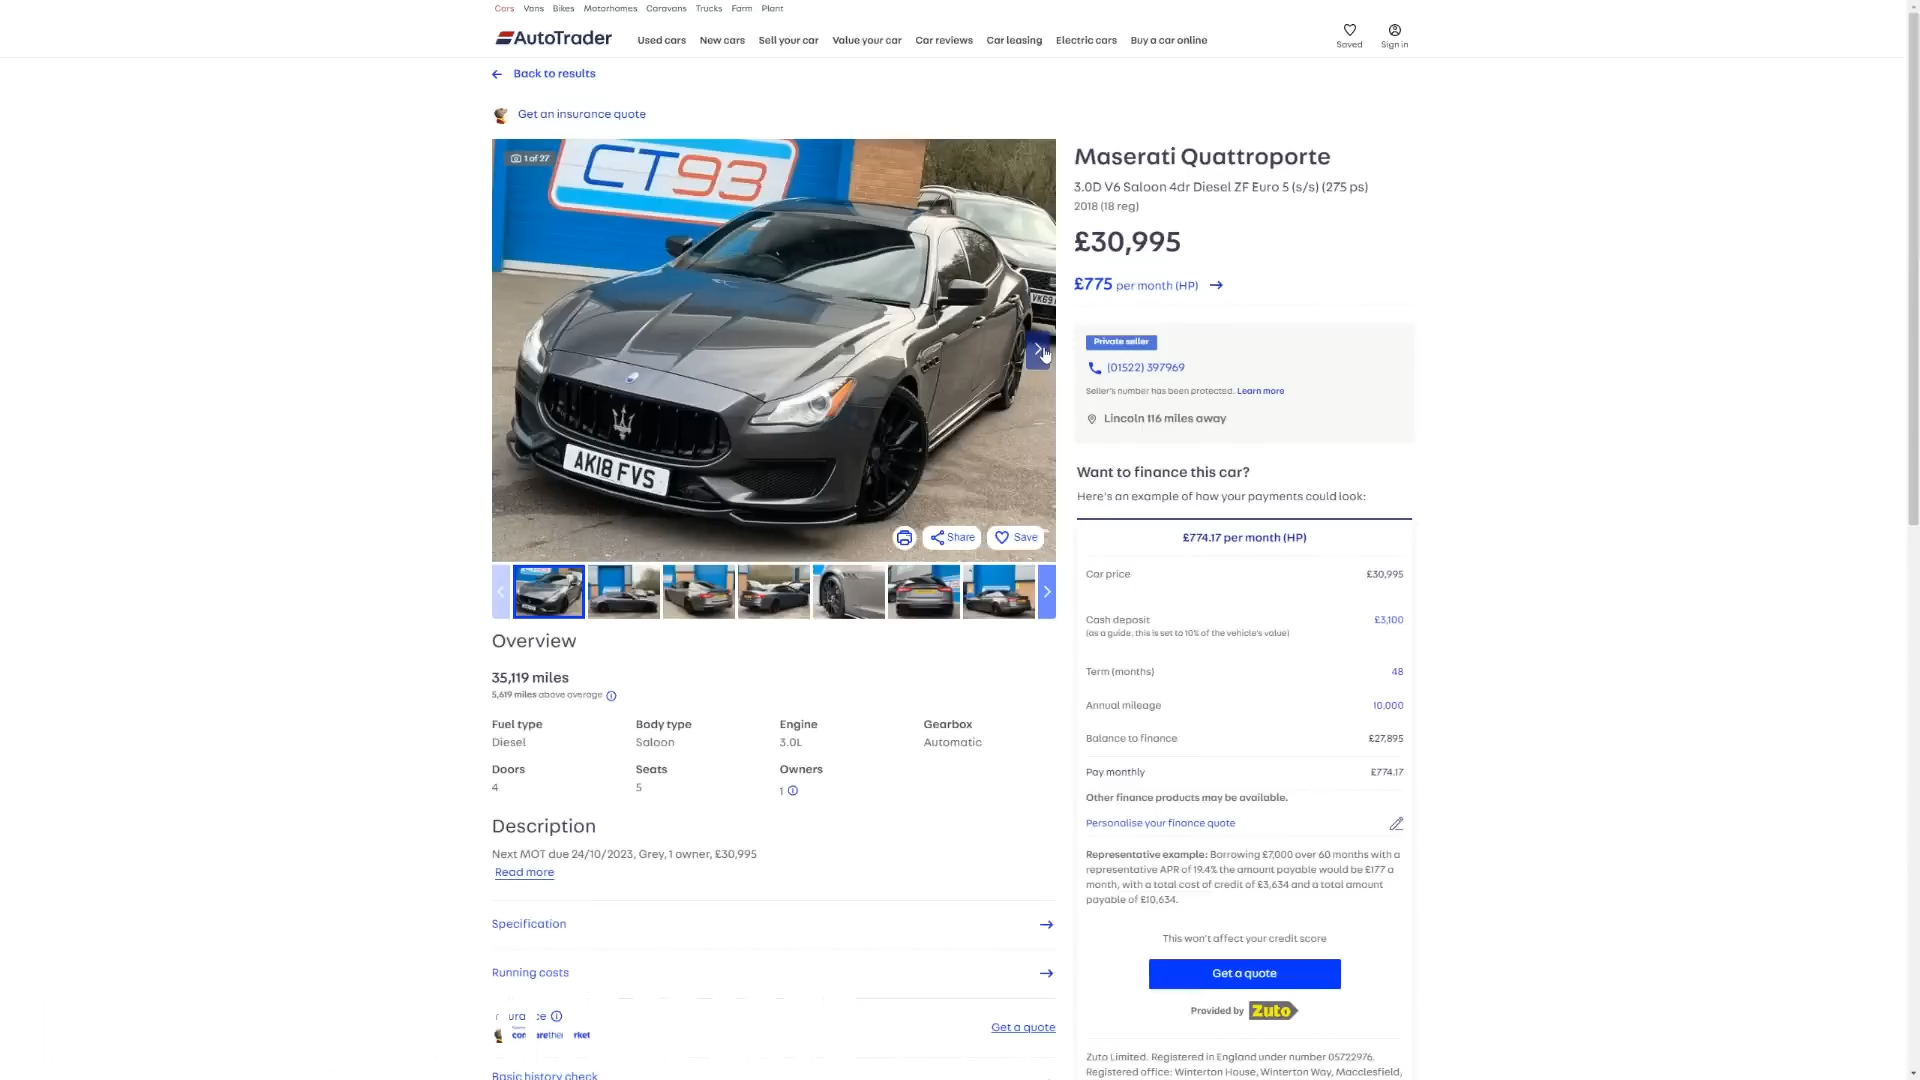 Cars Vans Bikes Motorhomes Caravans Trucks Farm Plant
AutoTrader
Used cars New cars Sell your car Value your car Car reviews Car leasing Electric cars Buy a car online
Saved
Sign in
Back to results
Get an insurance quote
1 of 27
CT93
VK69
AK18 FVS
Share
Save
Maserati Quattroporte
3.0D V6 Saloon 4dr Diesel ZF Euro 5 (s/s) (275 ps)
2018 (18 reg)
£30,995
£775 per month (HP)
Private seller
(01522) 397969
Seller's number has been protected. Learn more
Lincoln 116 miles away
Overview
35,119 miles
5,619 miles above average
Fuel type Body type Engine Gearbox
Diesel Saloon 3.0L Automatic
Doors Seats Owners
4 5 1
Description
Next MOT due 24/10/2023, Grey, 1 owner, £30,995
Read more
Specification
Running costs
Get a quote
Basic history check
Want to finance this car?
Here's an example of how your payments could look:
£774.17 per month (HP)
Car price £30,995
Cash deposit £3,100
(as a guide, this is set to 10% of the vehicle's value)
Term (months) 48
Annual mileage 10,000
Balance to finance £27,895
Pay monthly £774.17
Other finance products may be available.
Personalise your finance quote
Representative example: Borrowing £7,000 over 60 months with a
representative APR of 19.4% the amount payable would be £177 a
month, with a total cost of credit of £3,634 and a total amount
payable of £10,634.
This won't affect your credit score
Get a quote
Provided by Zuto
Zuto Limited. Registered in England under number 05722976.
Registered office: Winterton House, Winterton Way, Macclesfield,